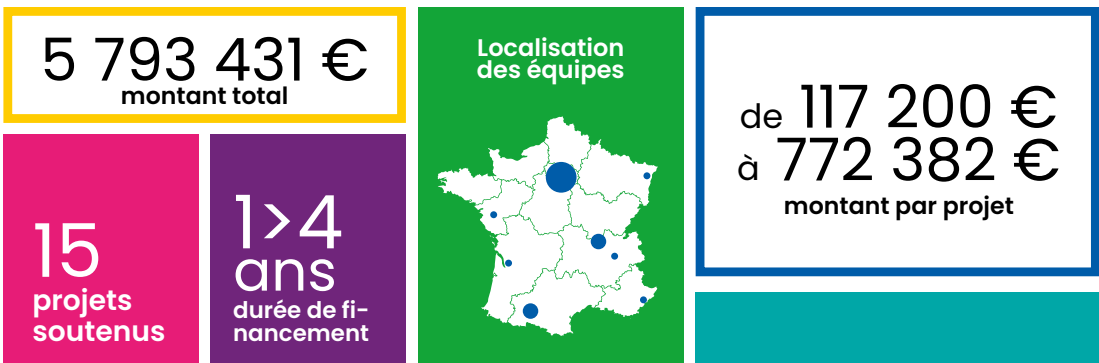 5 793 431 €
montant total
15
projets
soutenus
1>4
ans
durée de fi-
nancement
Localisation
des équipes
de 117 200 €
à 772 382 €
montant par projet